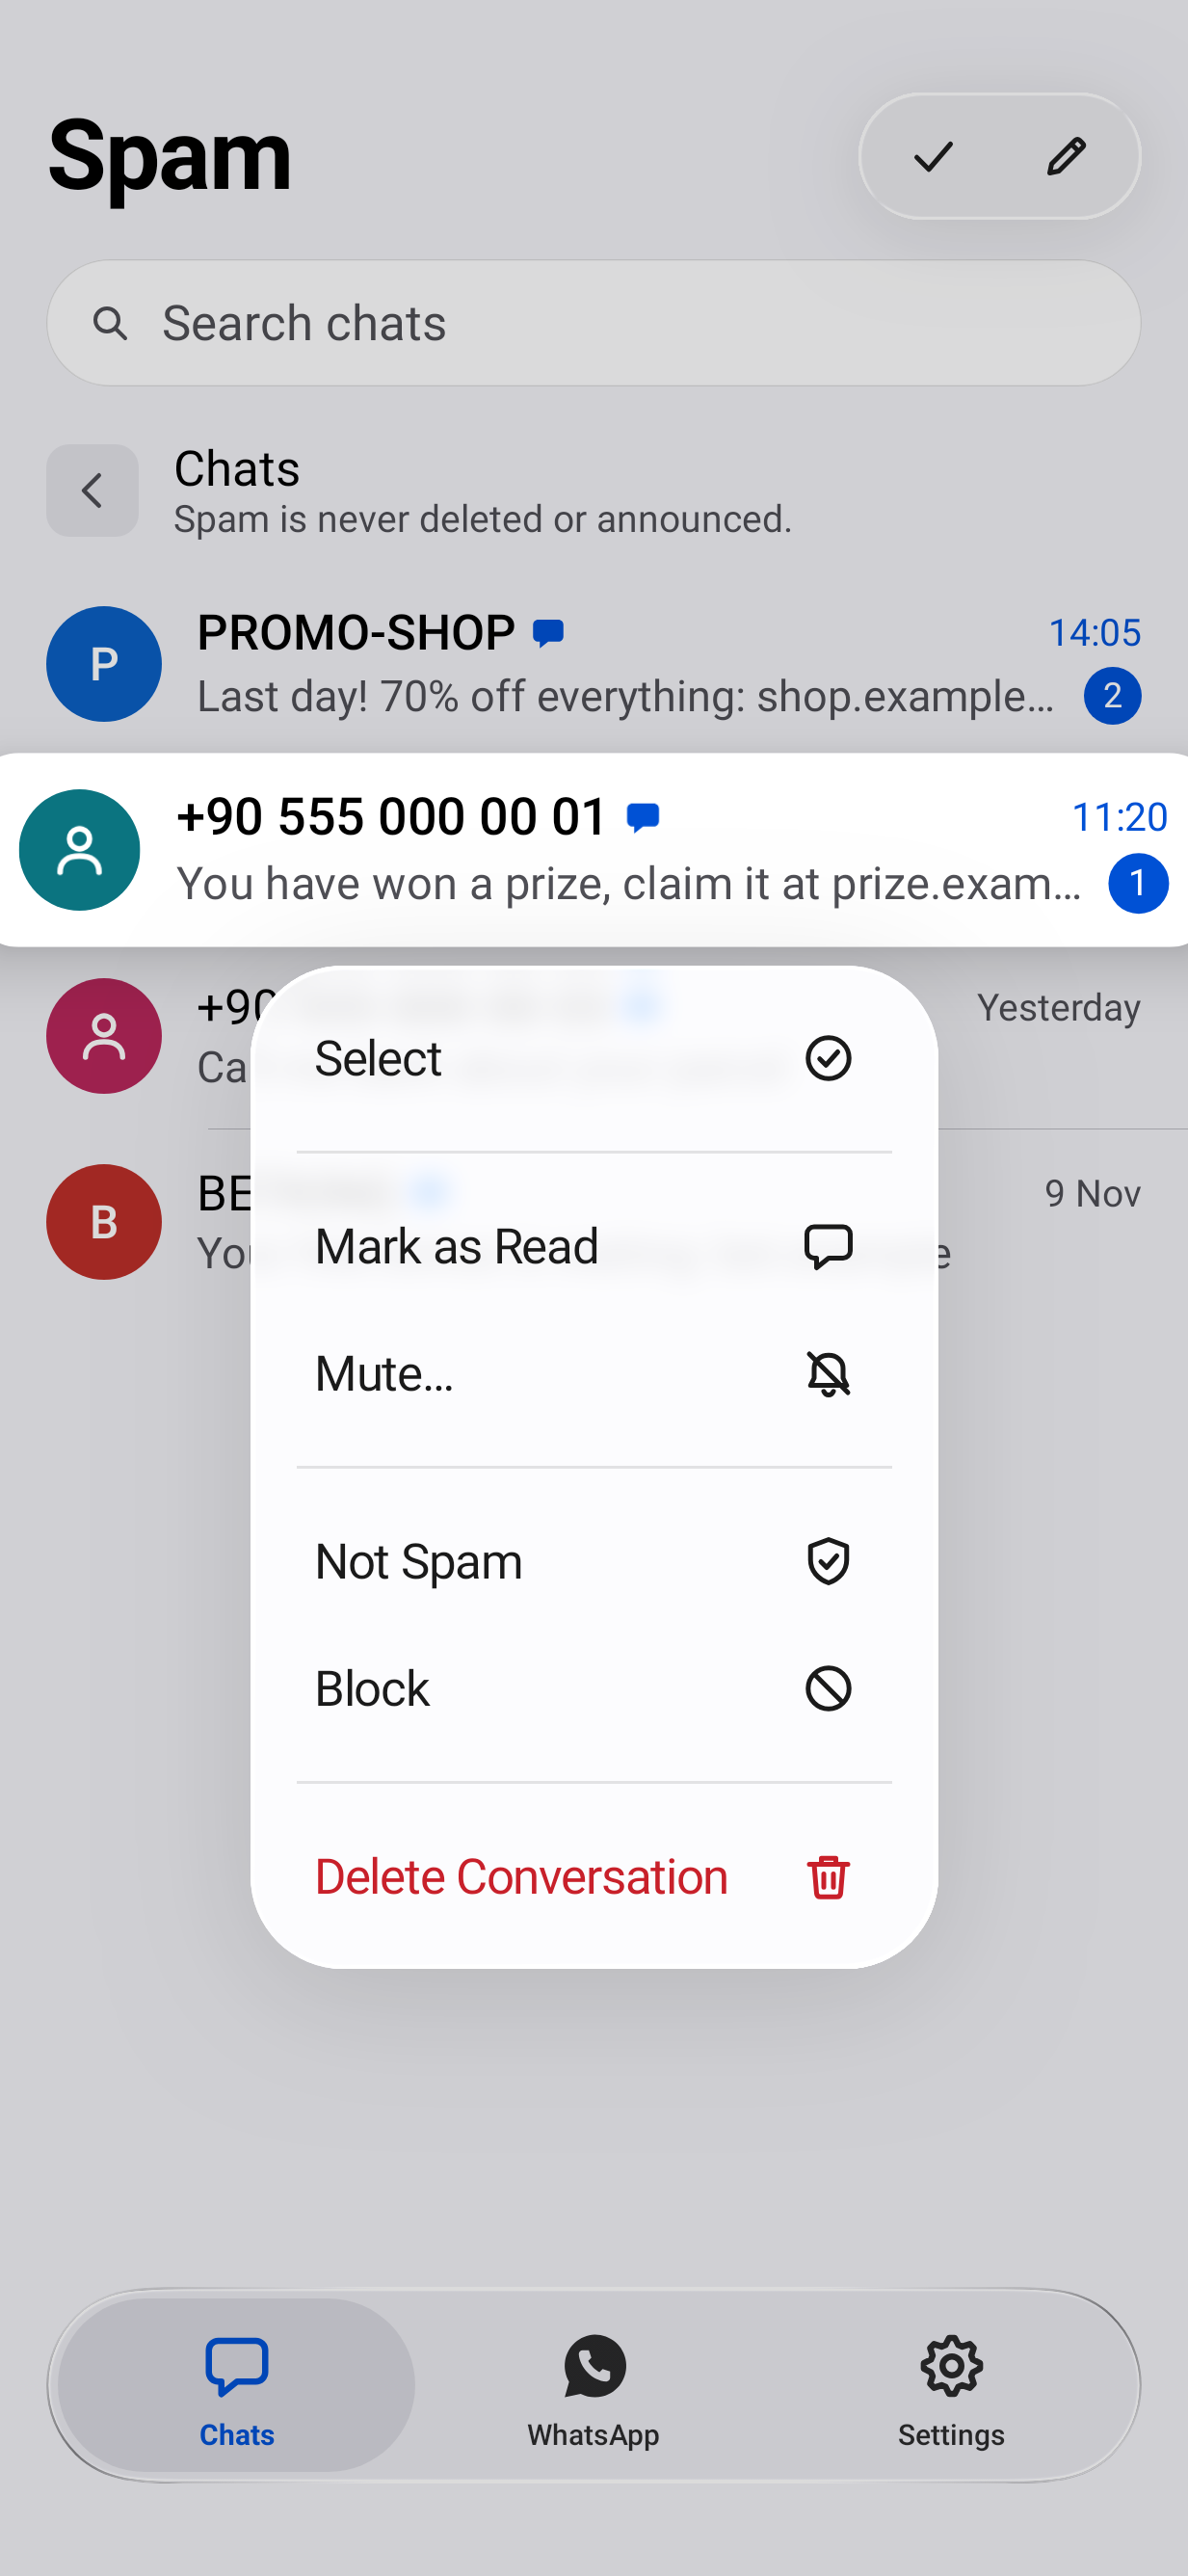 Spam
Search chats
Chats
Spam is never deleted or announced.
P
PROMO-SHOP
14:05
Last day! 70% off everything: shop.example…
2
+90 555 000 00 01
11:20
You have won a prize, claim it at prize.exam…
1
+90
Yesterday
Select
B
9 Nov
Mark as Read
Mute…
Not Spam
Block
Delete Conversation
Chats
WhatsApp
Settings